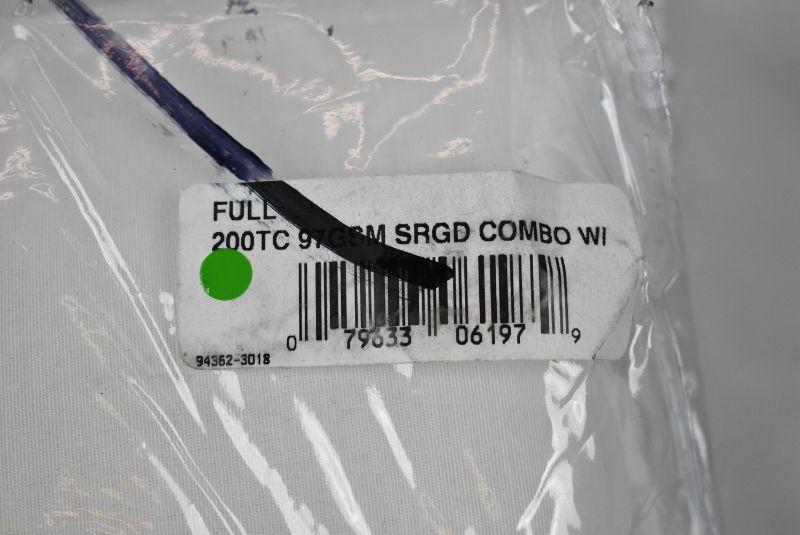 FULL
200TC 97GSM SRGD COMBO WI
0 79633 06197 9
94362-3018